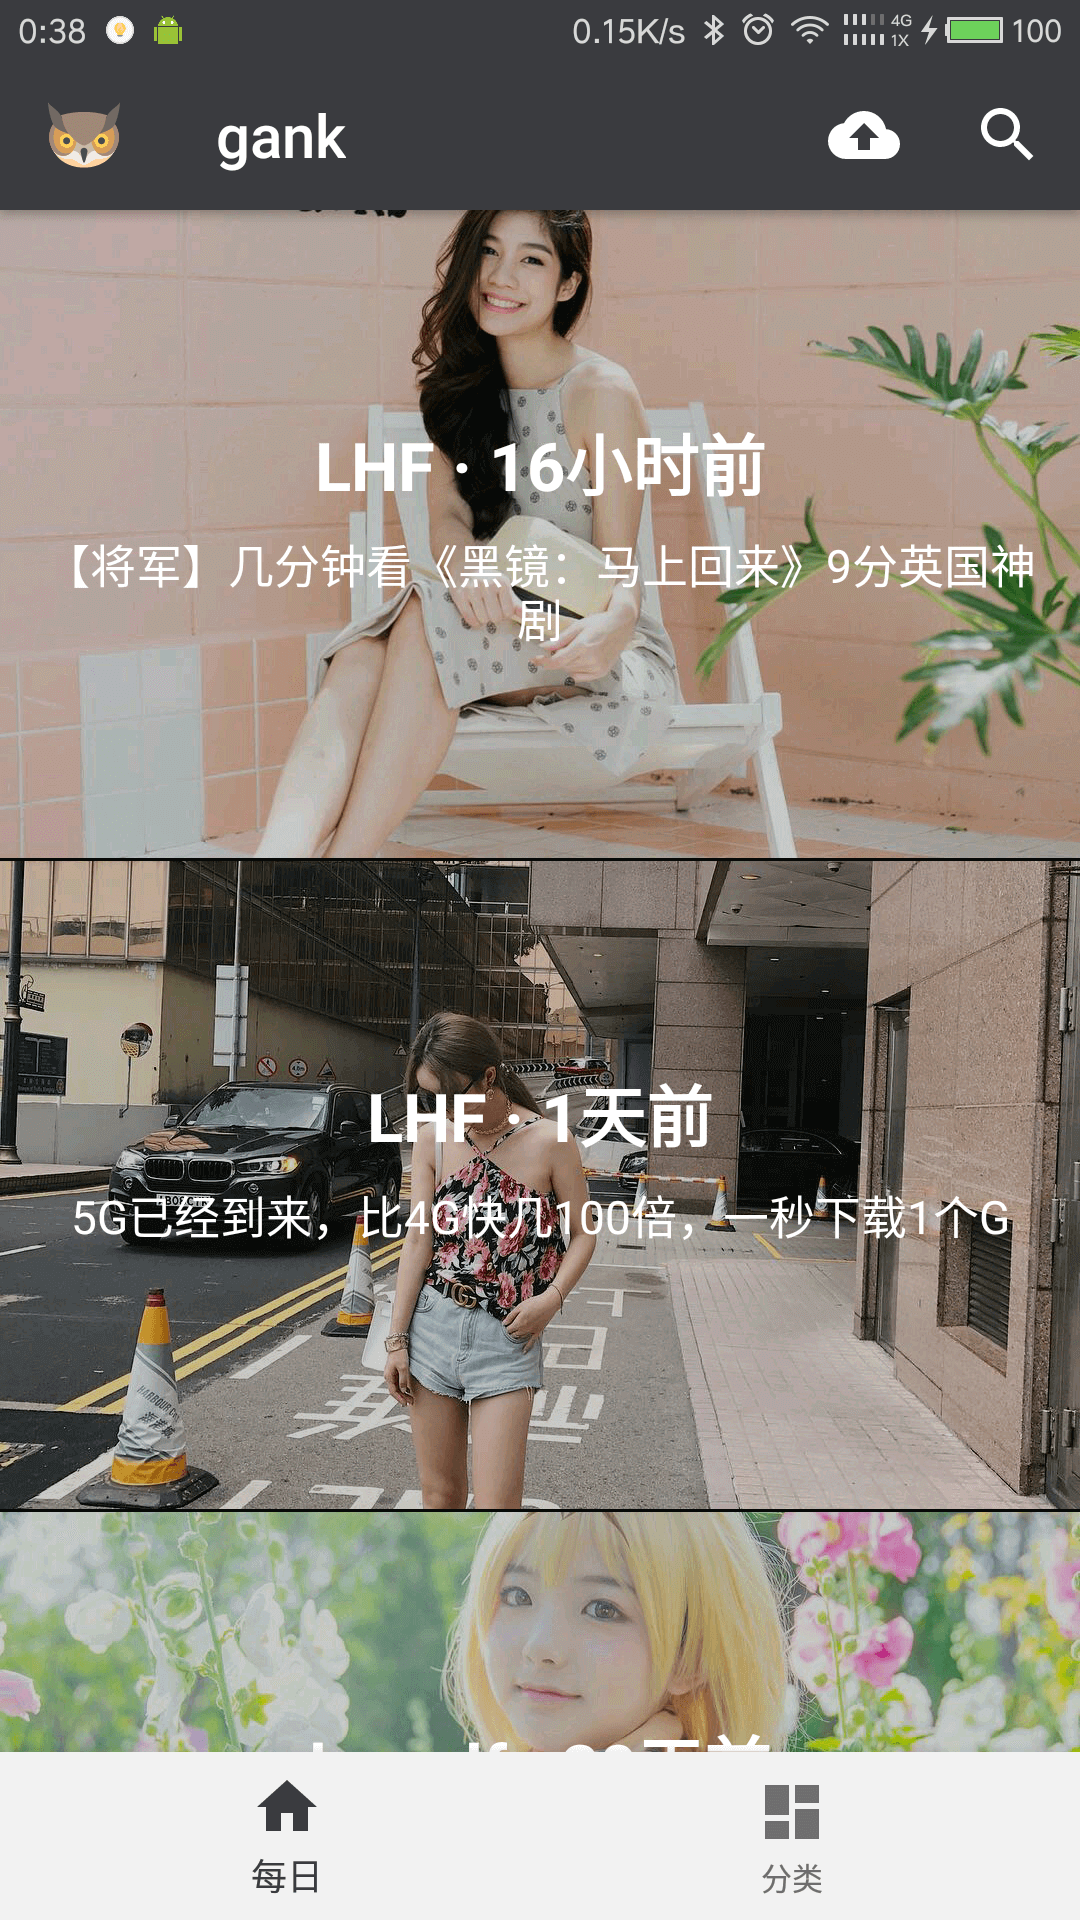 0:38 0.15K/s 4G 1X 100
gank
LHF · 16小时前
【将军】几分钟看《黑镜：马上回来》9分英国神
剧
LHF · 1天前
5G已经到来，比4G快几100倍，一秒下载1个G
HARBOUR CITY
每日
分类